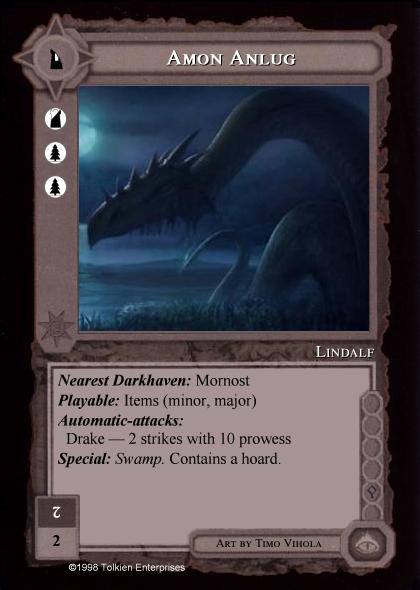 AMON ANLUG
LINDALF
Nearest Darkhaven: Mornost
Playable: Items (minor, major)
Automatic-attacks:
Drake — 2 strikes with 10 prowess
Special: Swamp. Contains a hoard.
2
2
ART BY TIMO VIHOLA
©1998 Tolkien Enterprises